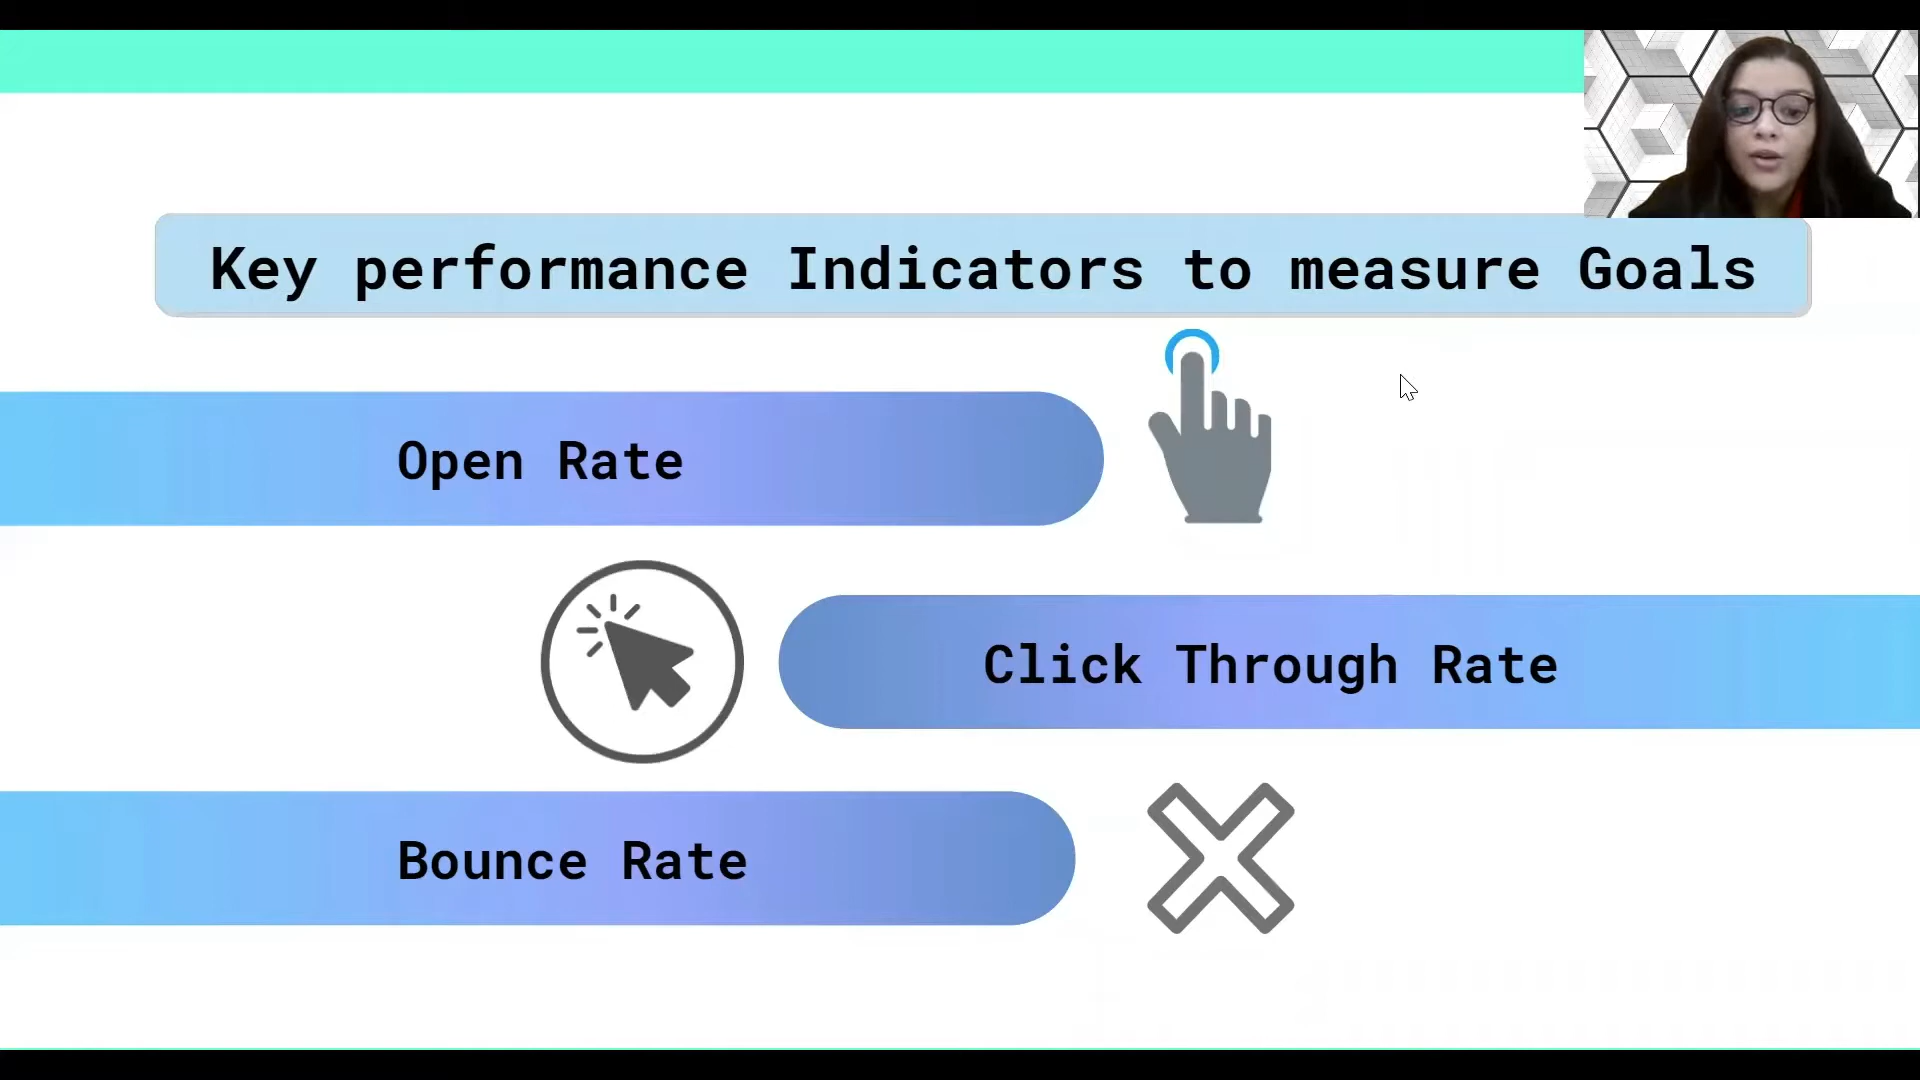 Key performance Indicators to measure Goals
Open Rate
Click Through Rate
Bounce Rate